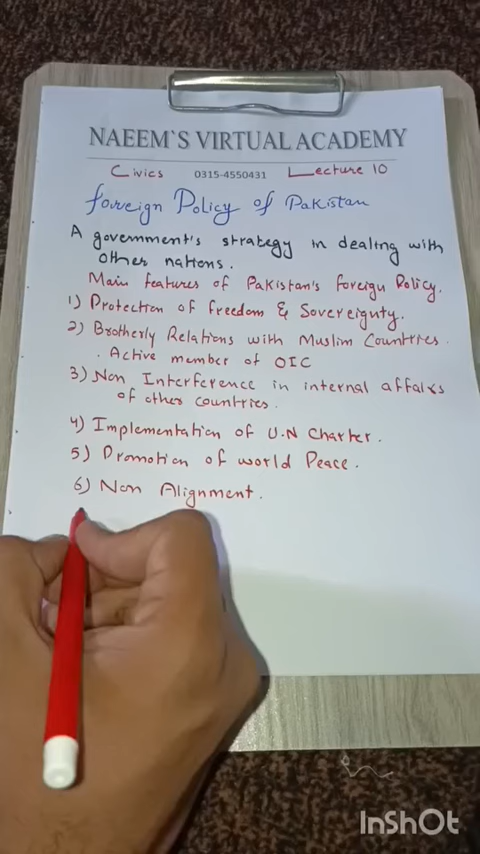 NAEEM`S VIRTUAL ACADEMY
Civics 0315-4550431 Lecture 10
foreign Policy of Pakistan
A government's strategy in dealing with
other nations.
Main features of Pakistan's foreign Policy.
1) Protection of freedom & Sovereignty.
2) Brotherly Relations with Muslim Countries.
. Active member of OIC
3) Non Interference in internal affairs
of other countries.
4) Implementation of U.N Charter.
5) Promotion of world Peace.
6) Non Alignment.
InShOt